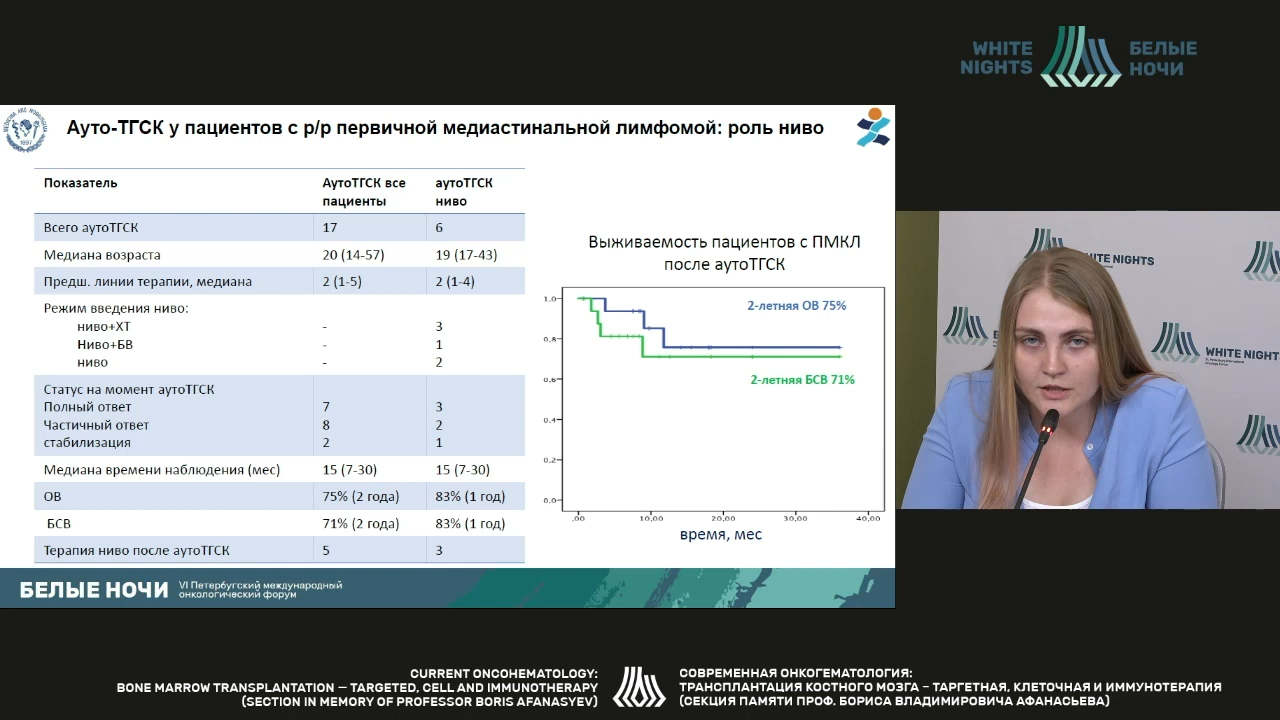 WHITE
NIGHTS
БЕЛЫЕ
НОЧИ
Ауто-ТГСК у пациентов с р/р первичной медиастинальной лимфомой: роль ниво
1897
Показатель АутоТГСК все пациенты аутоТГСК ниво
Всего аутоТГСК 17 6
Медиана возраста 20 (14-57) 19 (17-43)
Предш. линии терапии, медиана 2 (1-5) 2 (1-4)
Режим введения ниво:
ниво+ХТ - 3
Ниво+БВ - 1
ниво - 2
Статус на момент аутоТГСК
Полный ответ 7 3
Частичный ответ 8 2
стабилизация 2 1
Медиана времени наблюдения (мес) 15 (7-30) 15 (7-30)
ОВ 75% (2 года) 83% (1 год)
БСВ 71% (2 года) 83% (1 год)
Терапия ниво после аутоТГСК 5 3
Выживаемость пациентов с ПМКЛ
после аутоТГСК
2-летняя ОВ 75%
2-летняя БСВ 71%
1,0
0,8
0,6
0,4
0,2
0,0
,00 10,00 20,00 30,00 40,00
время, мес
БЕЛЫЕ НОЧИ
VI Петербугский международный
онкологический форум
WHITE NIGHTS
WHITE NIGHTS
CURRENT ONCOHEMATOLOGY:
BONE MARROW TRANSPLANTATION – TARGETED, CELL AND IMMUNOTHERAPY
(SECTION IN MEMORY OF PROFESSOR BORIS AFANASYEV)
СОВРЕМЕННАЯ ОНКОГЕМАТОЛОГИЯ:
ТРАНСПЛАНТАЦИЯ КОСТНОГО МОЗГА – ТАРГЕТНАЯ, КЛЕТОЧНАЯ И ИММУНОТЕРАПИЯ
(СЕКЦИЯ ПАМЯТИ ПРОФ. БОРИСА ВЛАДИМИРОВИЧА АФАНАСЬЕВА)